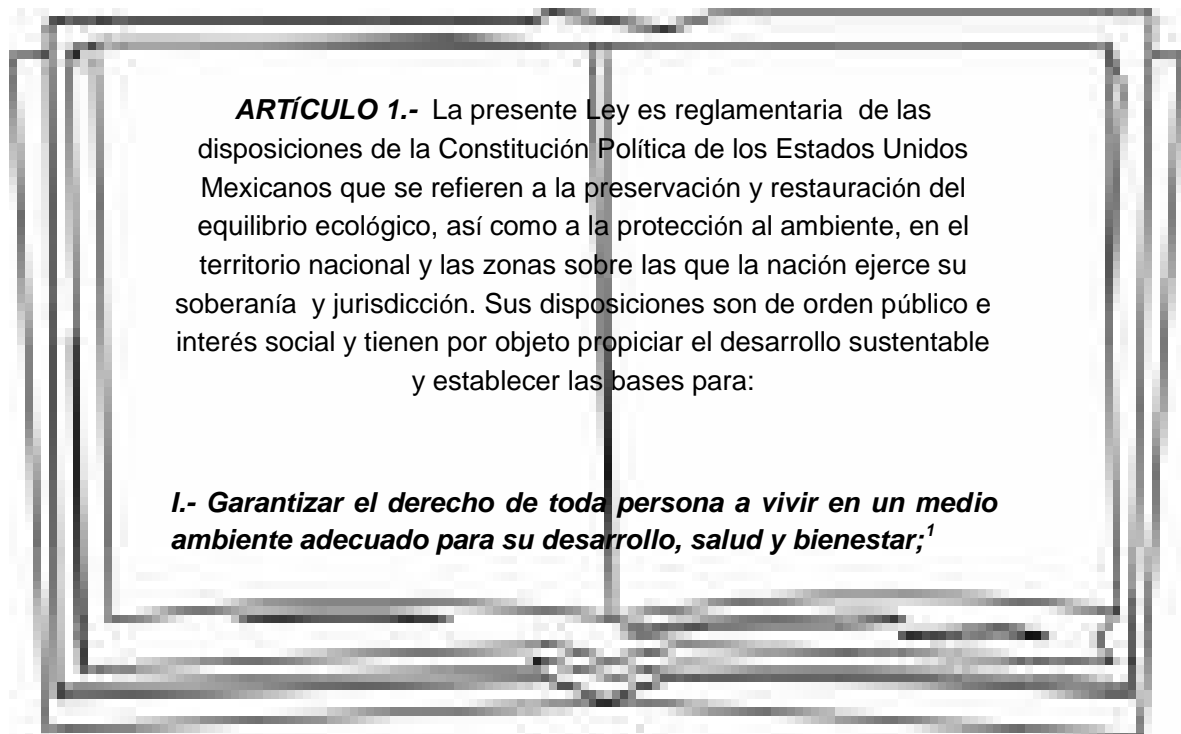 ARTÍCULO 1.- La presente Ley es reglamentaria de las
disposiciones de la Constitución Política de los Estados Unidos
Mexicanos que se refieren a la preservación y restauración del
equilibrio ecológico, así como a la protección al ambiente, en el
territorio nacional y las zonas sobre las que la nación ejerce su
soberanía y jurisdicción. Sus disposiciones son de orden público e
interés social y tienen por objeto propiciar el desarrollo sustentable
y establecer las bases para:
I.- Garantizar el derecho de toda persona a vivir en un medio
ambiente adecuado para su desarrollo, salud y bienestar;1